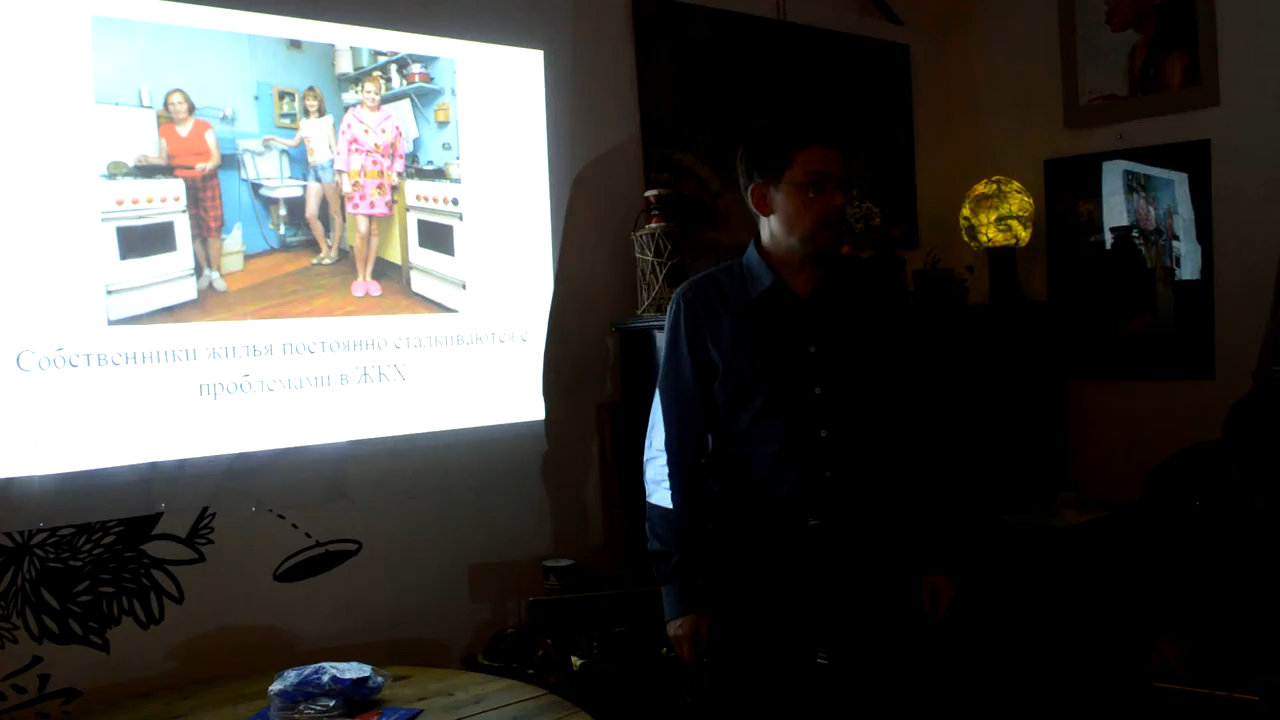 Собственники жилья постоянно сталкиваются с
проблемами в ЖКХ